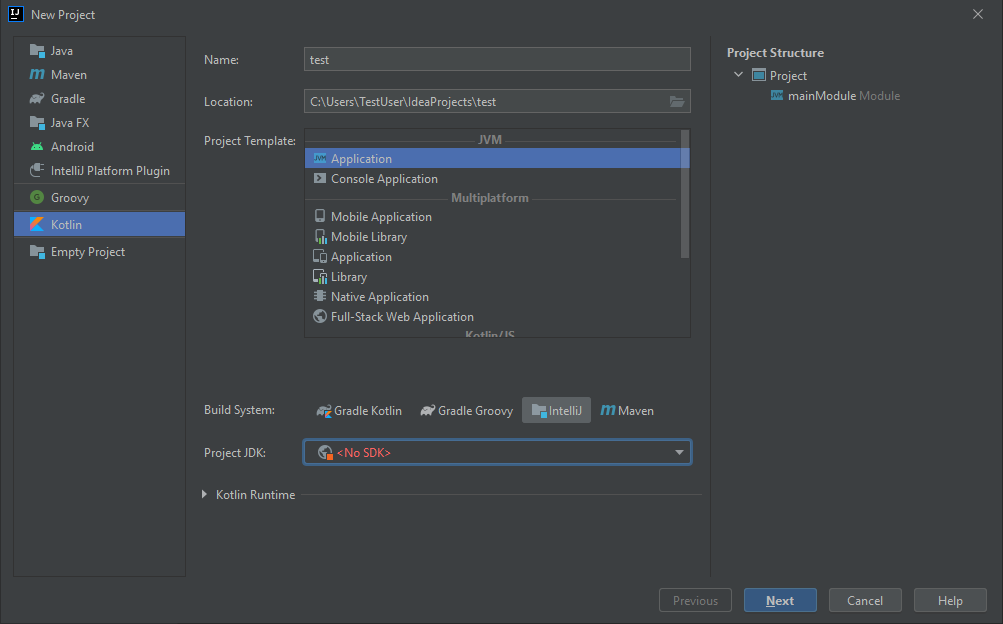 New Project
Java
Maven
Gradle
Java FX
Android
IntelliJ Platform Plugin
Groovy
Kotlin
Empty Project
Name: test
Location: C:\Users\TestUser\IdeaProjects\test
Project Template:
JVM
Application
Console Application
Multiplatform
Mobile Application
Mobile Library
Application
Library
Native Application
Full-Stack Web Application
Kotlin/JS
Build System: Gradle Kotlin Gradle Groovy IntelliJ Maven
Project JDK: <No SDK>
Kotlin Runtime
Project Structure
Project
mainModule Module
Previous Next Cancel Help